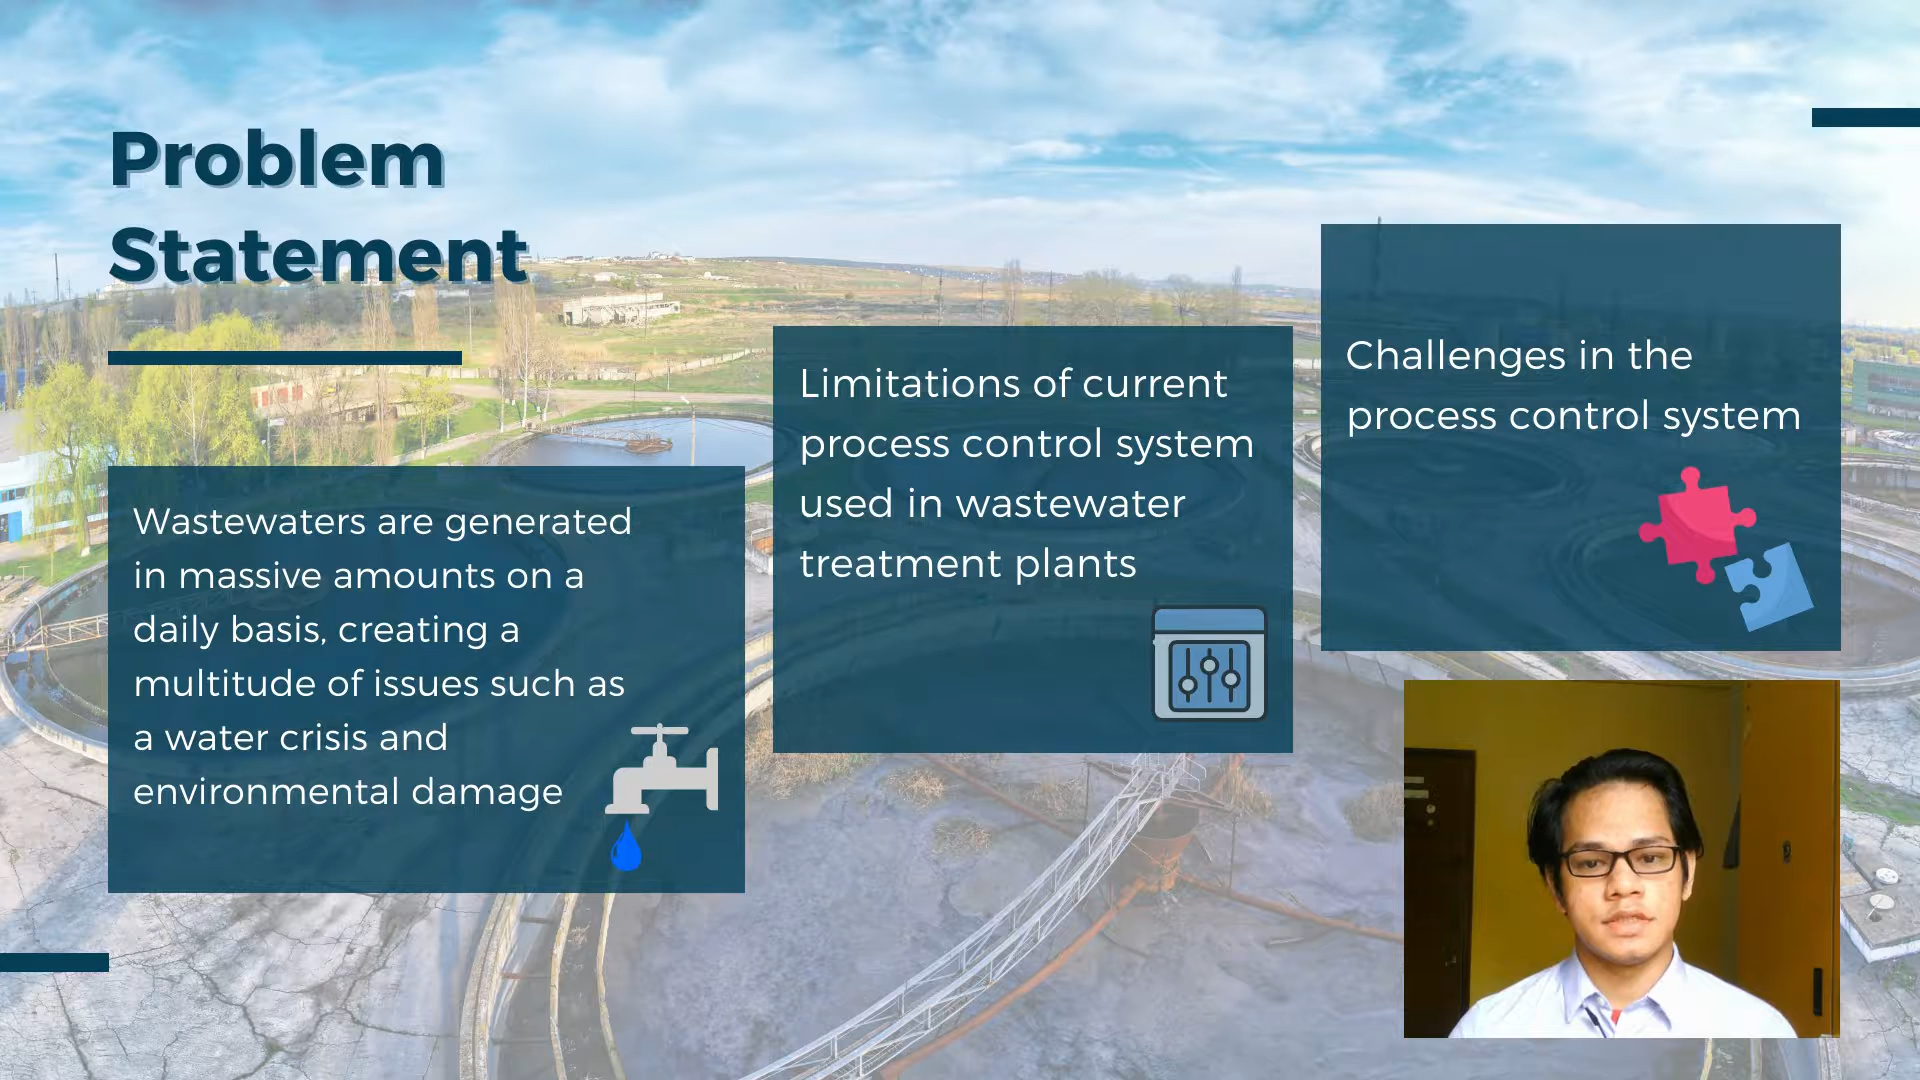 Problem
Statement
Wastewaters are generated
in massive amounts on a
daily basis, creating a
multitude of issues such as
a water crisis and
environmental damage
Limitations of current
process control system
used in wastewater
treatment plants
Challenges in the
process control system